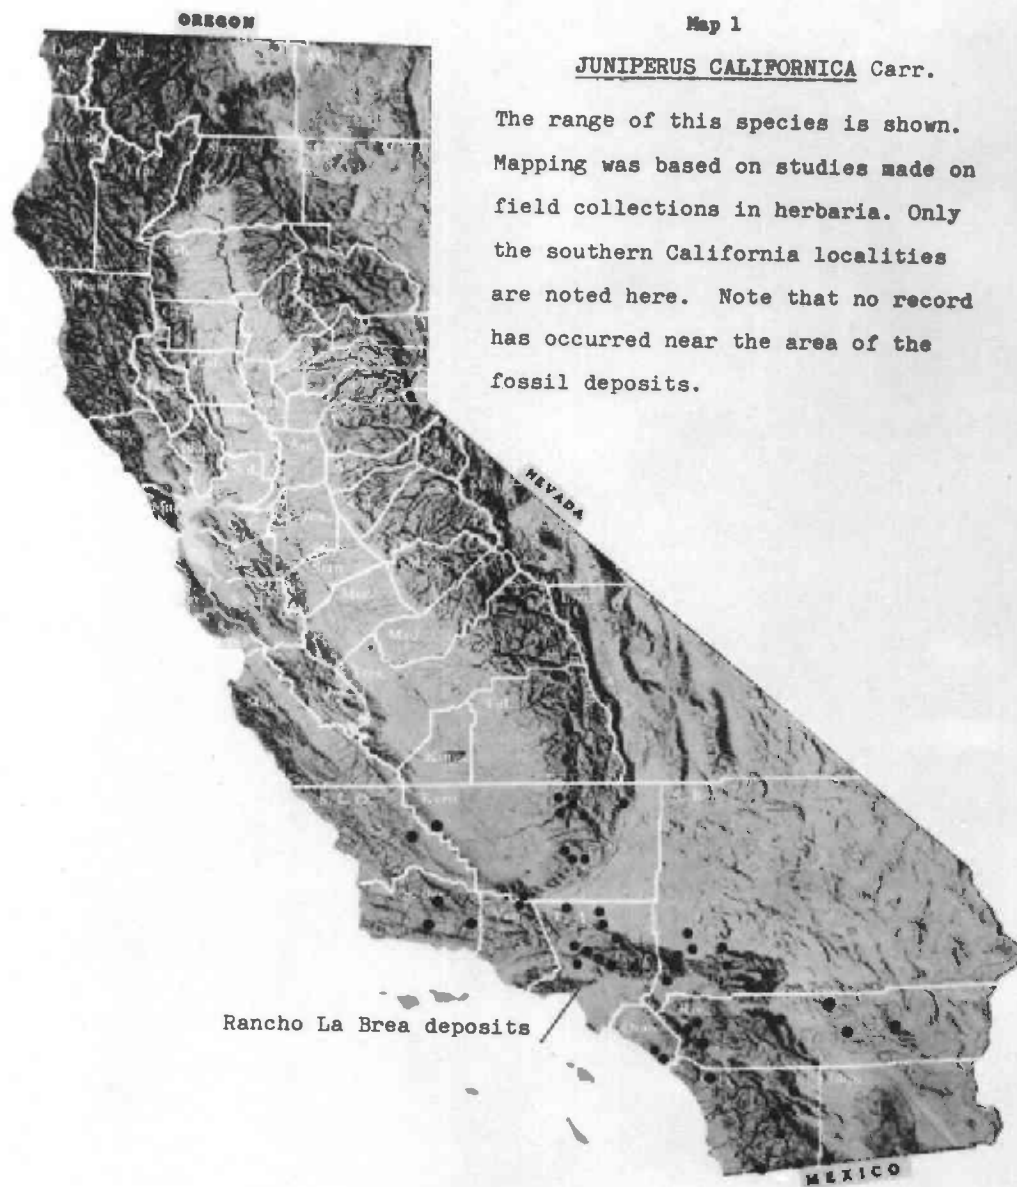 OREGON
Map 1
JUNIPERUS CALIFORNICA Carr.
The range of this species is shown.
Mapping was based on studies made on
field collections in herbaria. Only
the southern California localities
are noted here. Note that no record
has occurred near the area of the
fossil deposits.
NEVADA
Rancho La Brea deposits
MEXICO